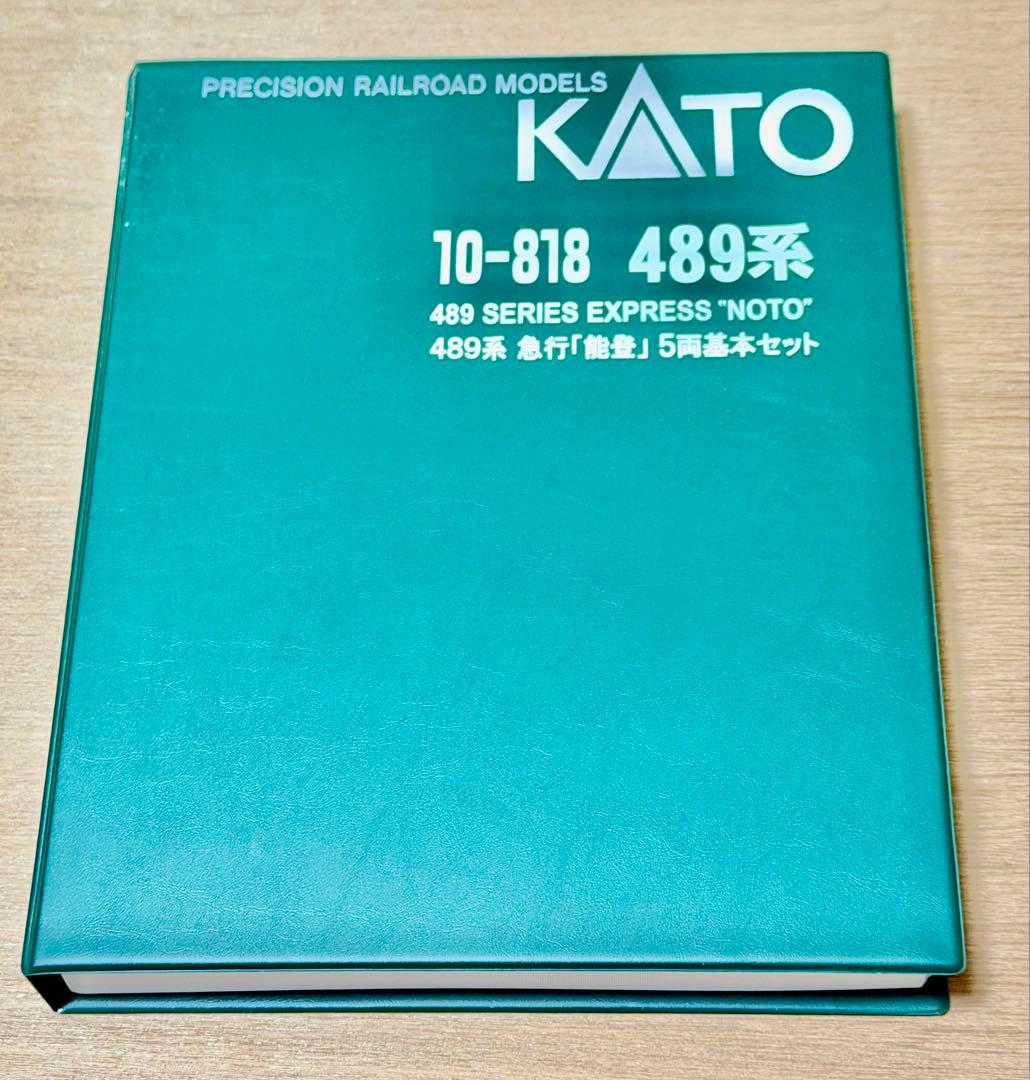 PRECISION RAILROAD MODELS
KATO
10-818 489系
489 SERIES EXPRESS "NOTO"
489系 急行「能登」 5両基本セット